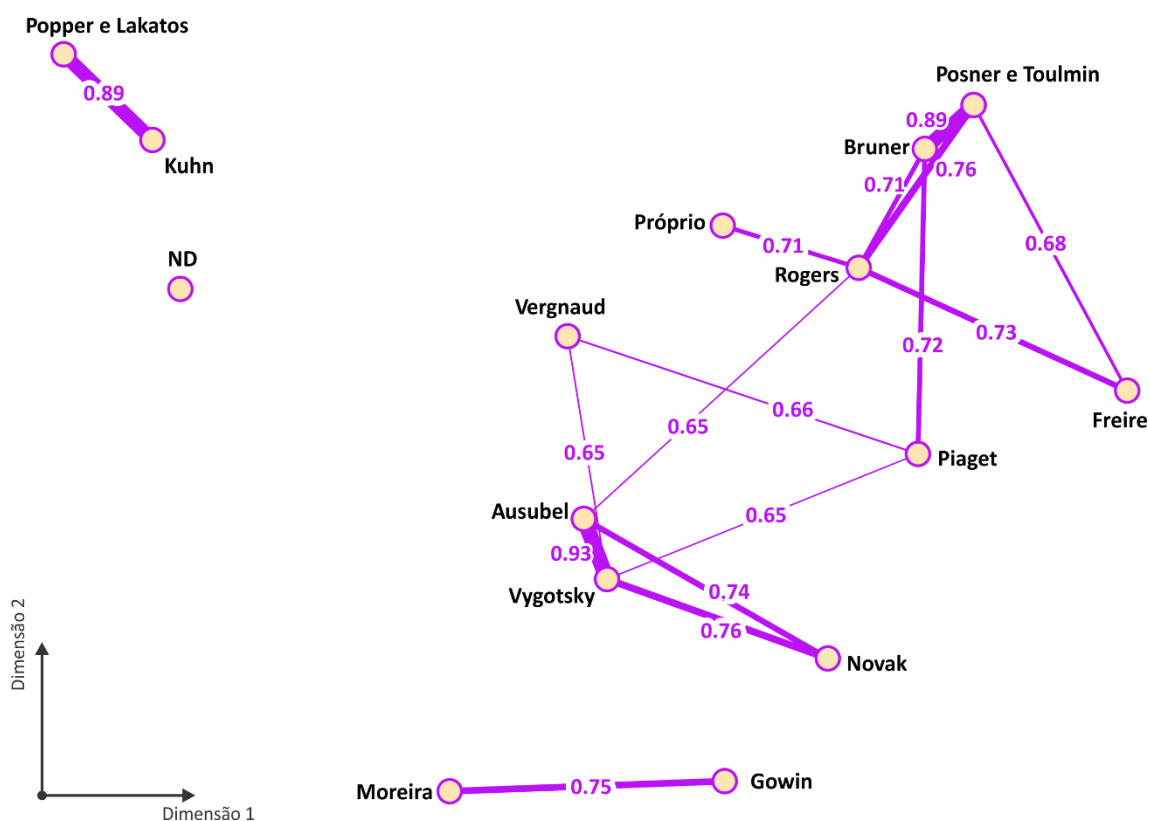 Popper e Lakatos
0.89
Kuhn
ND
Posner e Toulmin
0.89
Bruner
0.76
0.71
Próprio
0.71
Rogers
0.68
Vergnaud
0.73
0.72
0.66
Freire
0.65
0.65
Piaget
Ausubel
0.65
0.93
Vygotsky
0.74
0.76
Novak
Dimensão 2
Moreira
0.75
Gowin
Dimensão 1